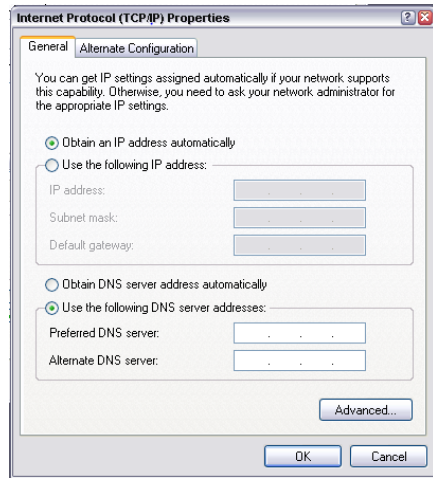 Internet Protocol (TCP/IP) Properties
General
Alternate Configuration
You can get IP settings assigned automatically if your network supports
this capability. Otherwise, you need to ask your network administrator for
the appropriate IP settings.
Obtain an IP address automatically
Use the following IP address:
IP address:
Subnet mask:
Default gateway:
Obtain DNS server address automatically
Use the following DNS server addresses:
Preferred DNS server:
Alternate DNS server:
Advanced...
OK
Cancel